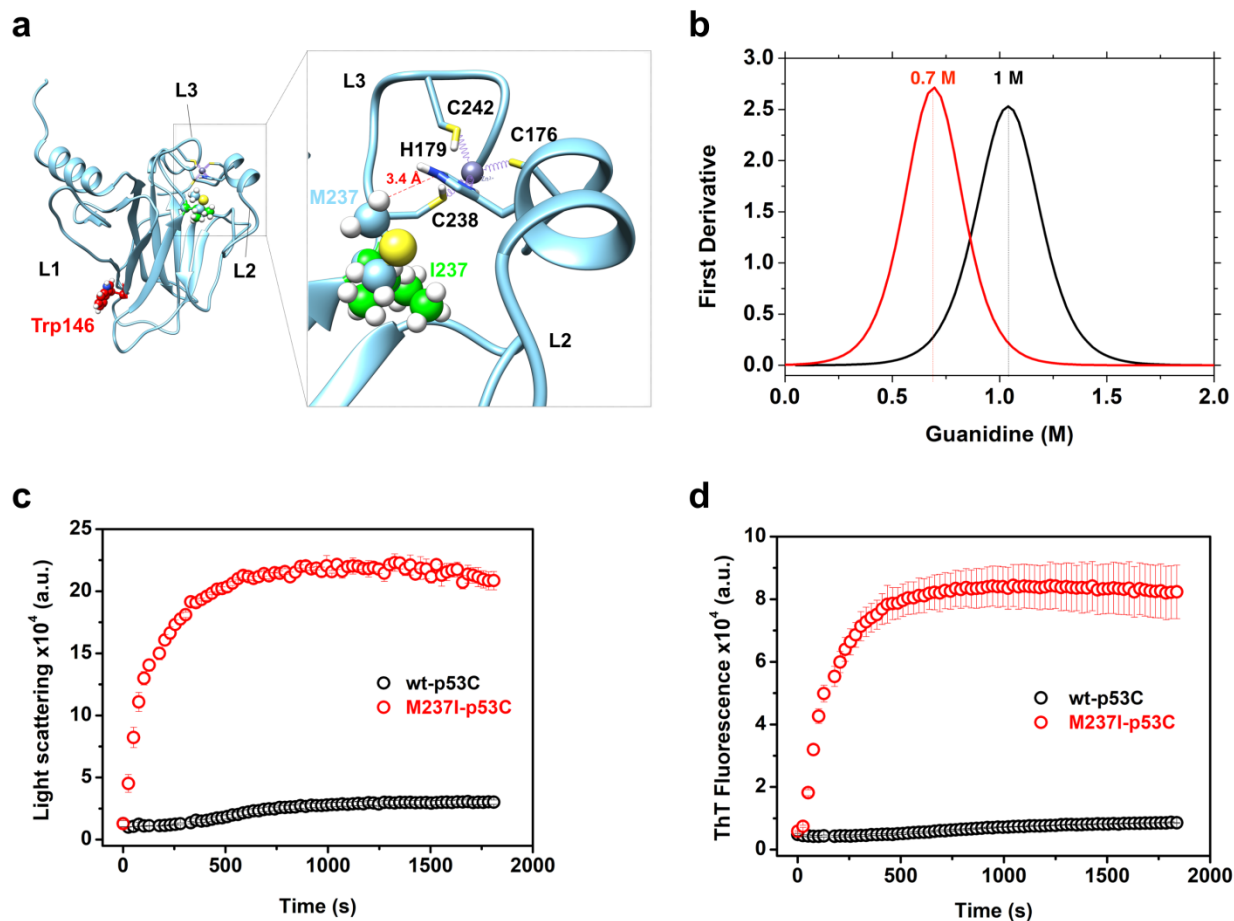 a
L3
L1
L2
Trp146
L3
C242
C176
H179
3.4 Å
M237
C238
I237
L2
b
3.0
2.5
2.0
1.5
1.0
0.5
0.0
First Derivative
0.7 M
1 M
0.0 0.5 1.0 1.5 2.0
Guanidine (M)
c
25
20
15
10
5
0
Light scattering x10⁴ (a.u.)
wt-p53C
M237I-p53C
0 500 1000 1500 2000
Time (s)
d
10
8
6
4
2
0
ThT Fluorescence x10⁴ (a.u.)
wt-p53C
M237I-p53C
0 500 1000 1500 2000
Time (s)